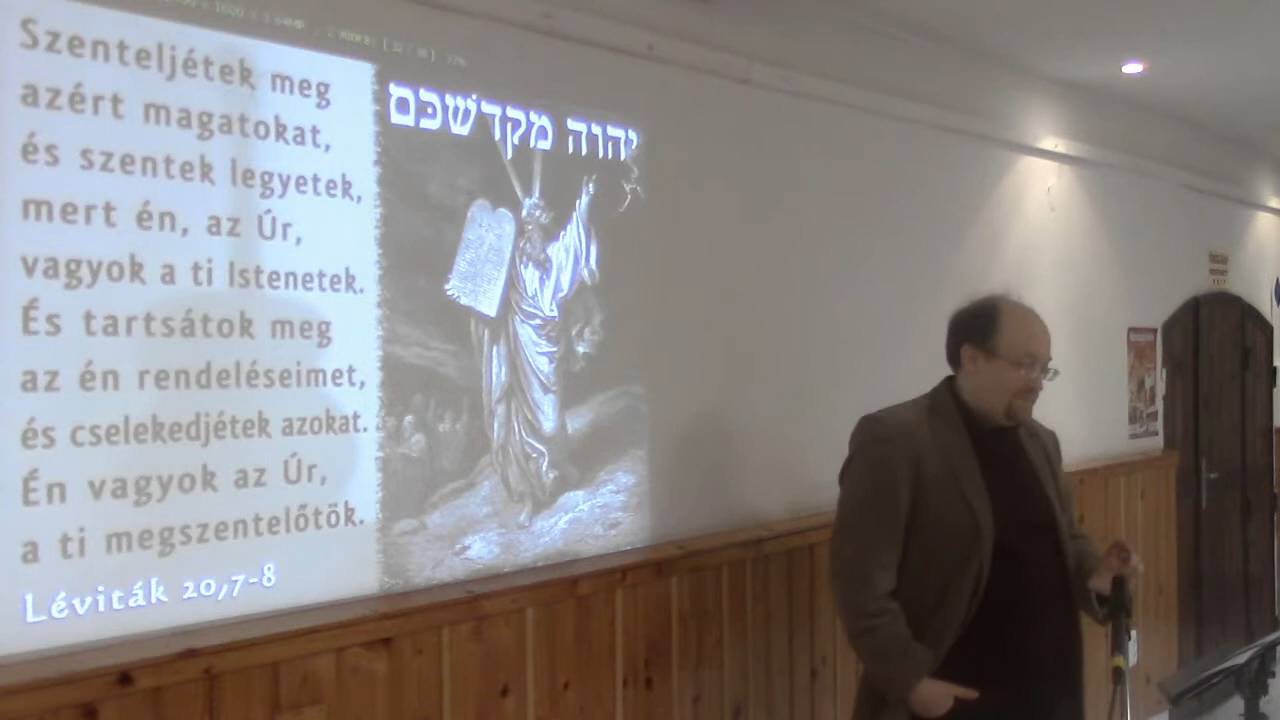 Szenteljétek meg
azért magatokat,
és szentek legyetek,
mert én, az Úr,
vagyok a ti Istenetek.
És tartsátok meg
az én rendeléseimet,
és cselekedjétek azokat.
Én vagyok az Úr,
a ti megszentelőtök.
Léviták 20,7-8
יהוה מקדשׁכּם